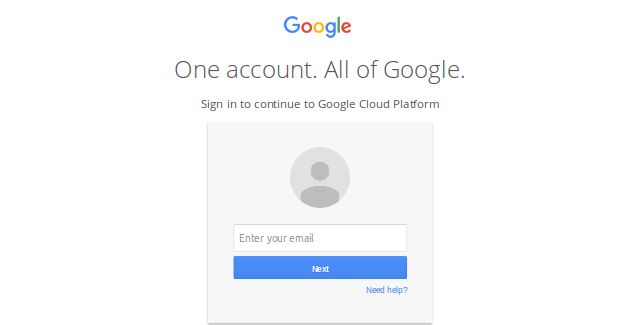 Google
One account. All of Google.
Sign in to continue to Google Cloud Platform
Enter your email
Next
Need help?